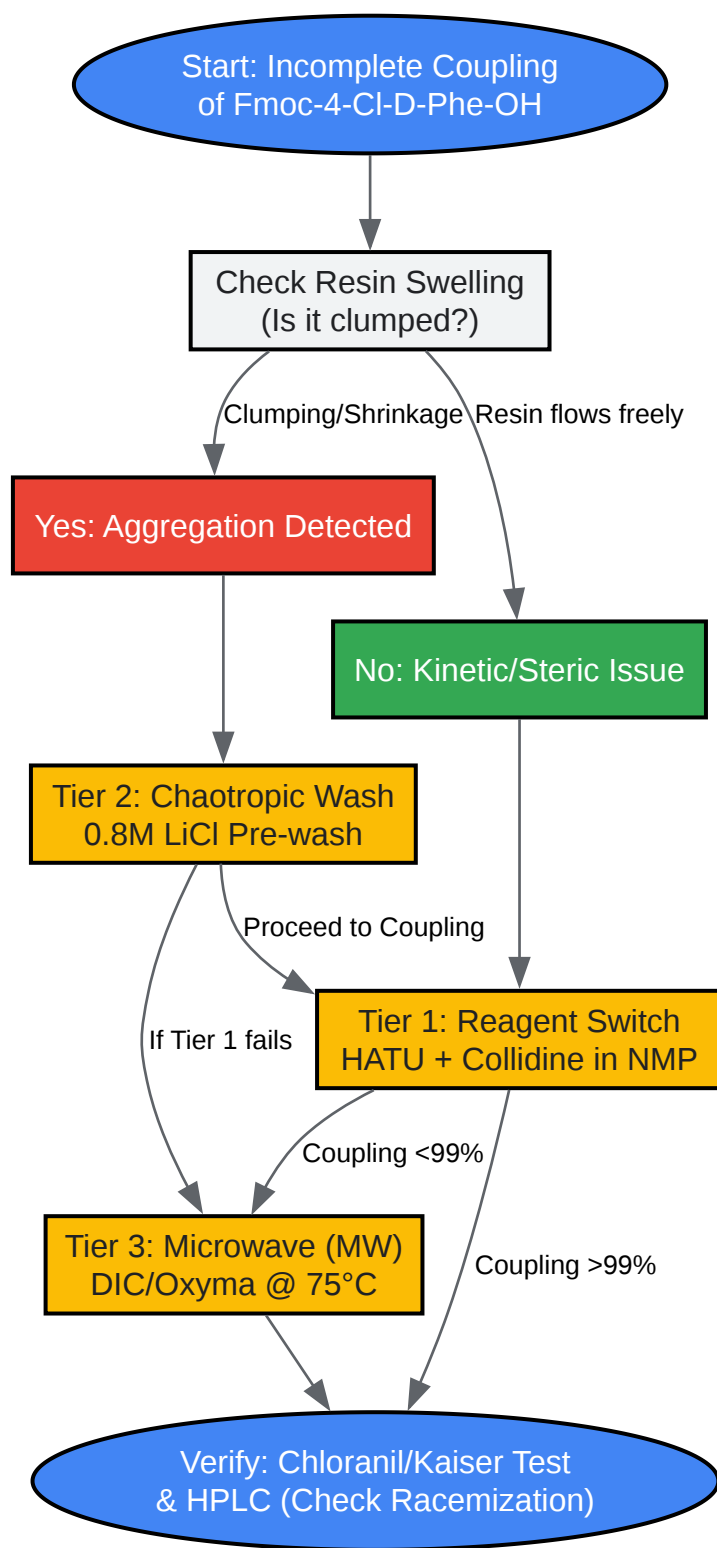 Start: Incomplete Coupling
of Fmoc-4-Cl-D-Phe-OH
Check Resin Swelling
(Is it clumped?)
Clumping/Shrinkage
Resin flows freely
Yes: Aggregation Detected
No: Kinetic/Steric Issue
Tier 2: Chaotropic Wash
0.8M LiCl Pre-wash
Proceed to Coupling
If Tier 1 fails
Tier 1: Reagent Switch
HATU + Collidine in NMP
Coupling <99%
Tier 3: Microwave (MW)
DIC/Oxyma @ 75°C
Coupling >99%
Verify: Chloranil/Kaiser Test
& HPLC (Check Racemization)